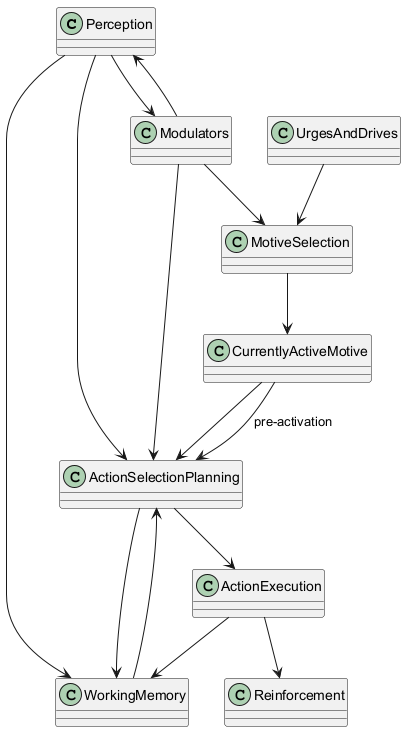 C Perception
C Modulators
C UrgesAndDrives
C MotiveSelection
C CurrentlyActiveMotive
pre-activation
C ActionSelectionPlanning
C ActionExecution
C WorkingMemory
C Reinforcement